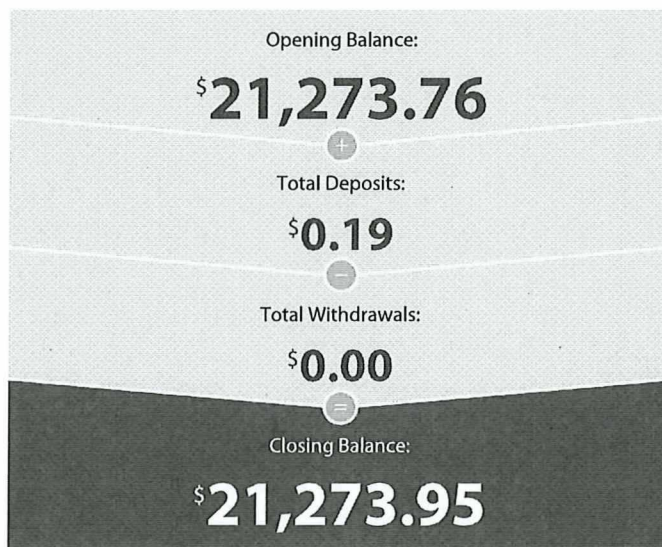 Opening Balance:
$21,273.76
+
Total Deposits:
$0.19
−
Total Withdrawals:
$0.00
=
Closing Balance:
$21,273.95